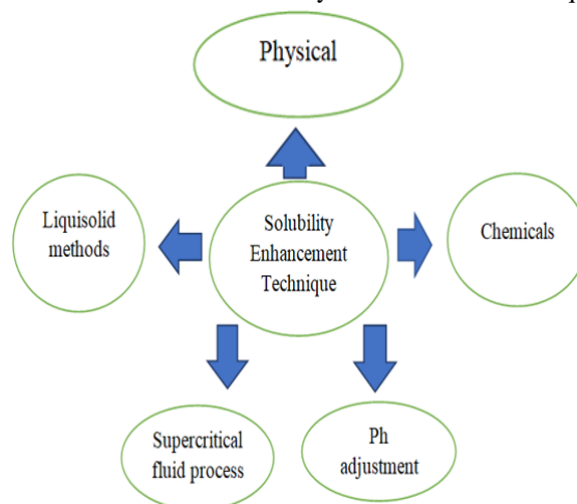 Physical
Liquisolid
methods
Solubility
Enhancement
Technique
Chemicals
Supercritical
fluid process
Ph
adjustment